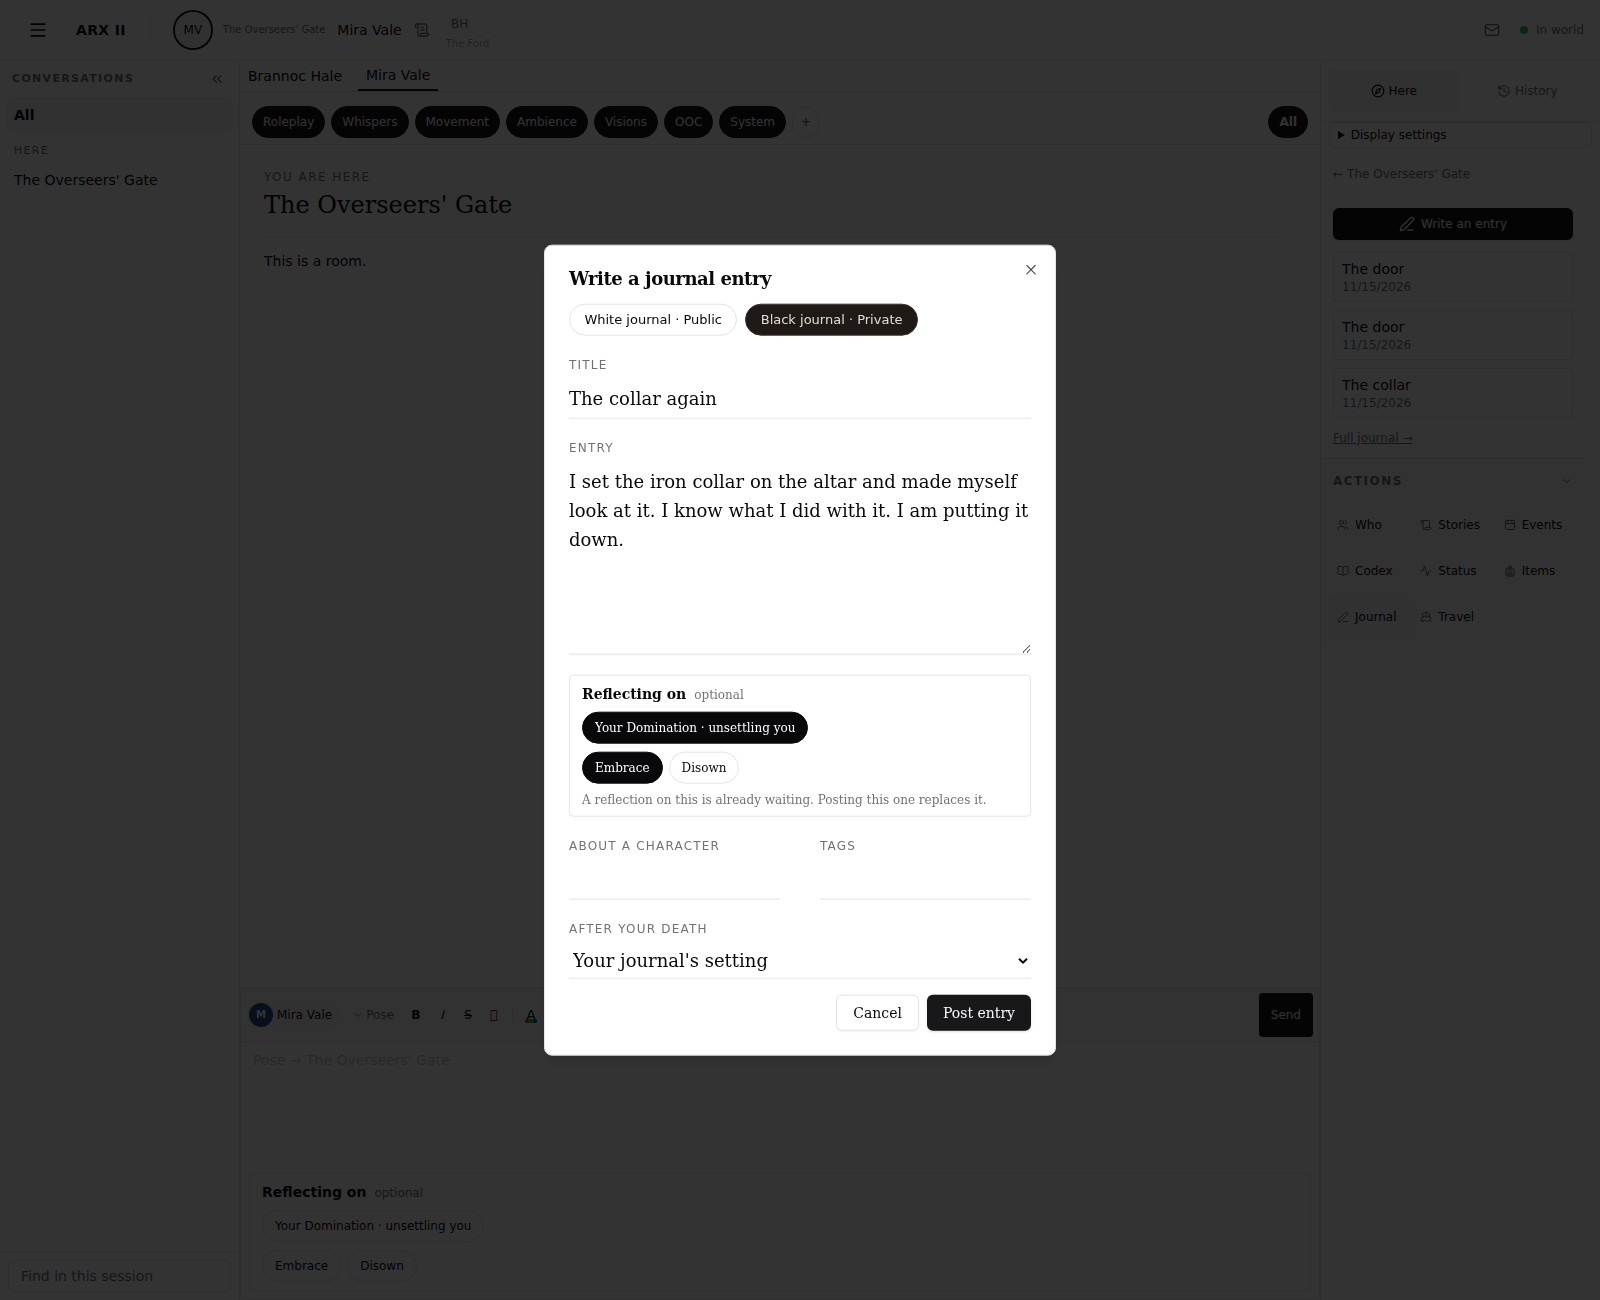 ARX II
MV
The Overseers' Gate
Mira Vale
BH
The Ford
In world
CONVERSATIONS
All
HERE
The Overseers' Gate
Find in this session
Brannoc Hale
Mira Vale
Roleplay
Whispers
Movement
Ambience
Visions
OOC
System
+
All
YOU ARE HERE
The Overseers' Gate
This is a room.
Write a journal entry
White journal · Public
Black journal · Private
TITLE
The collar again
ENTRY
I set the iron collar on the altar and made myself
look at it. I know what I did with it. I am putting it
down.
Reflecting on optional
Your Domination · unsettling you
Embrace
Disown
A reflection on this is already waiting. Posting this one replaces it.
ABOUT A CHARACTER
TAGS
AFTER YOUR DEATH
Your journal's setting
Cancel
Post entry
M
Mira Vale
Pose
B
I
S
A
Send
Pose → The Overseers' Gate
Reflecting on optional
Your Domination · unsettling you
Embrace
Disown
Here
History
Display settings
← The Overseers' Gate
Write an entry
The door
11/15/2026
The door
11/15/2026
The collar
11/15/2026
Full journal →
ACTIONS
Who
Stories
Events
Codex
Status
Items
Journal
Travel